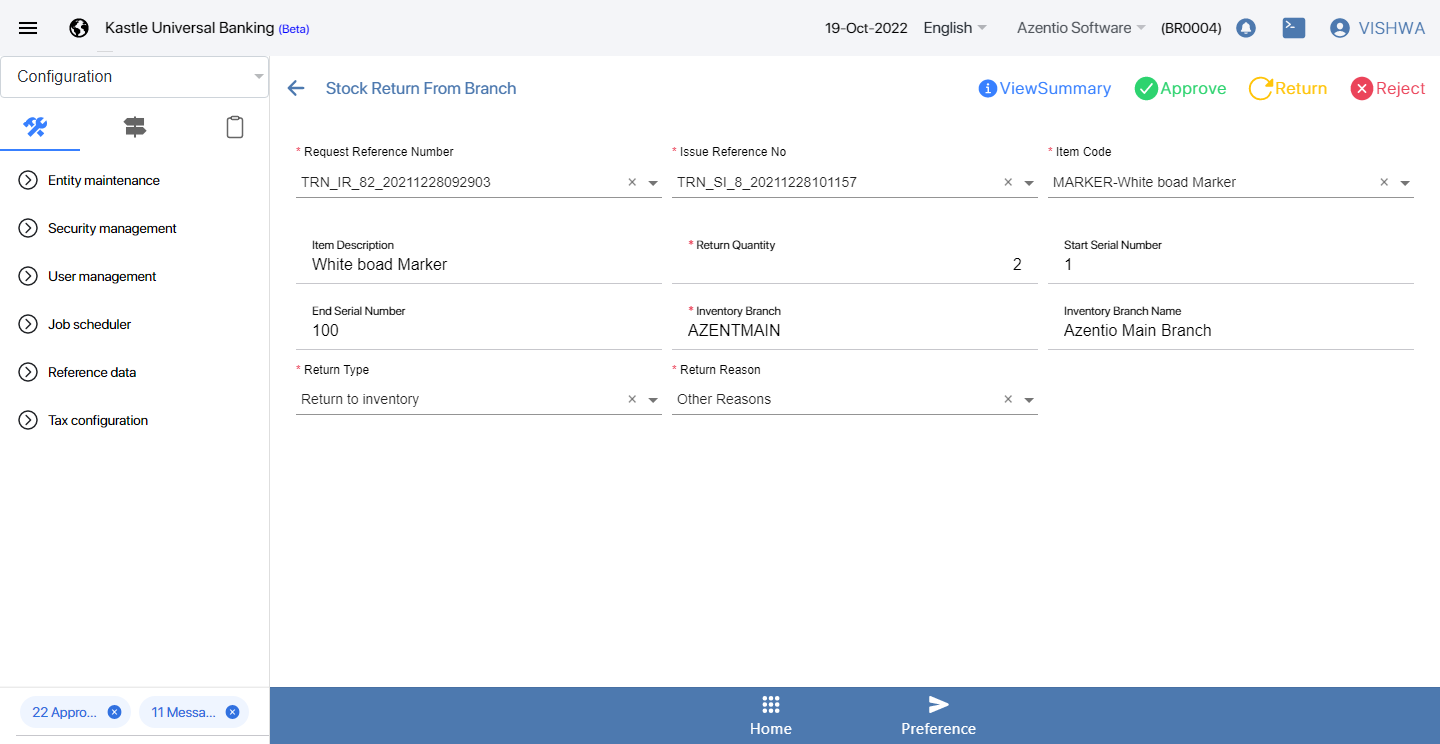 Kastle Universal Banking (Beta)
19-Oct-2022 English Azentio Software (BR0004) VISHWA
Configuration
Stock Return From Branch
ViewSummary Approve Return Reject
Entity maintenance
Security management
User management
Job scheduler
Reference data
Tax configuration
* Request Reference Number * Issue Reference No * Item Code
TRN_IR_82_20211228092903 × TRN_SI_8_20211228101157 × MARKER-White boad Marker ×
Item Description * Return Quantity Start Serial Number
White boad Marker 2 1
End Serial Number * Inventory Branch Inventory Branch Name
100 AZENTMAIN Azentio Main Branch
* Return Type * Return Reason
Return to inventory × Other Reasons ×
22 Appro... 11 Messa...
Home Preference